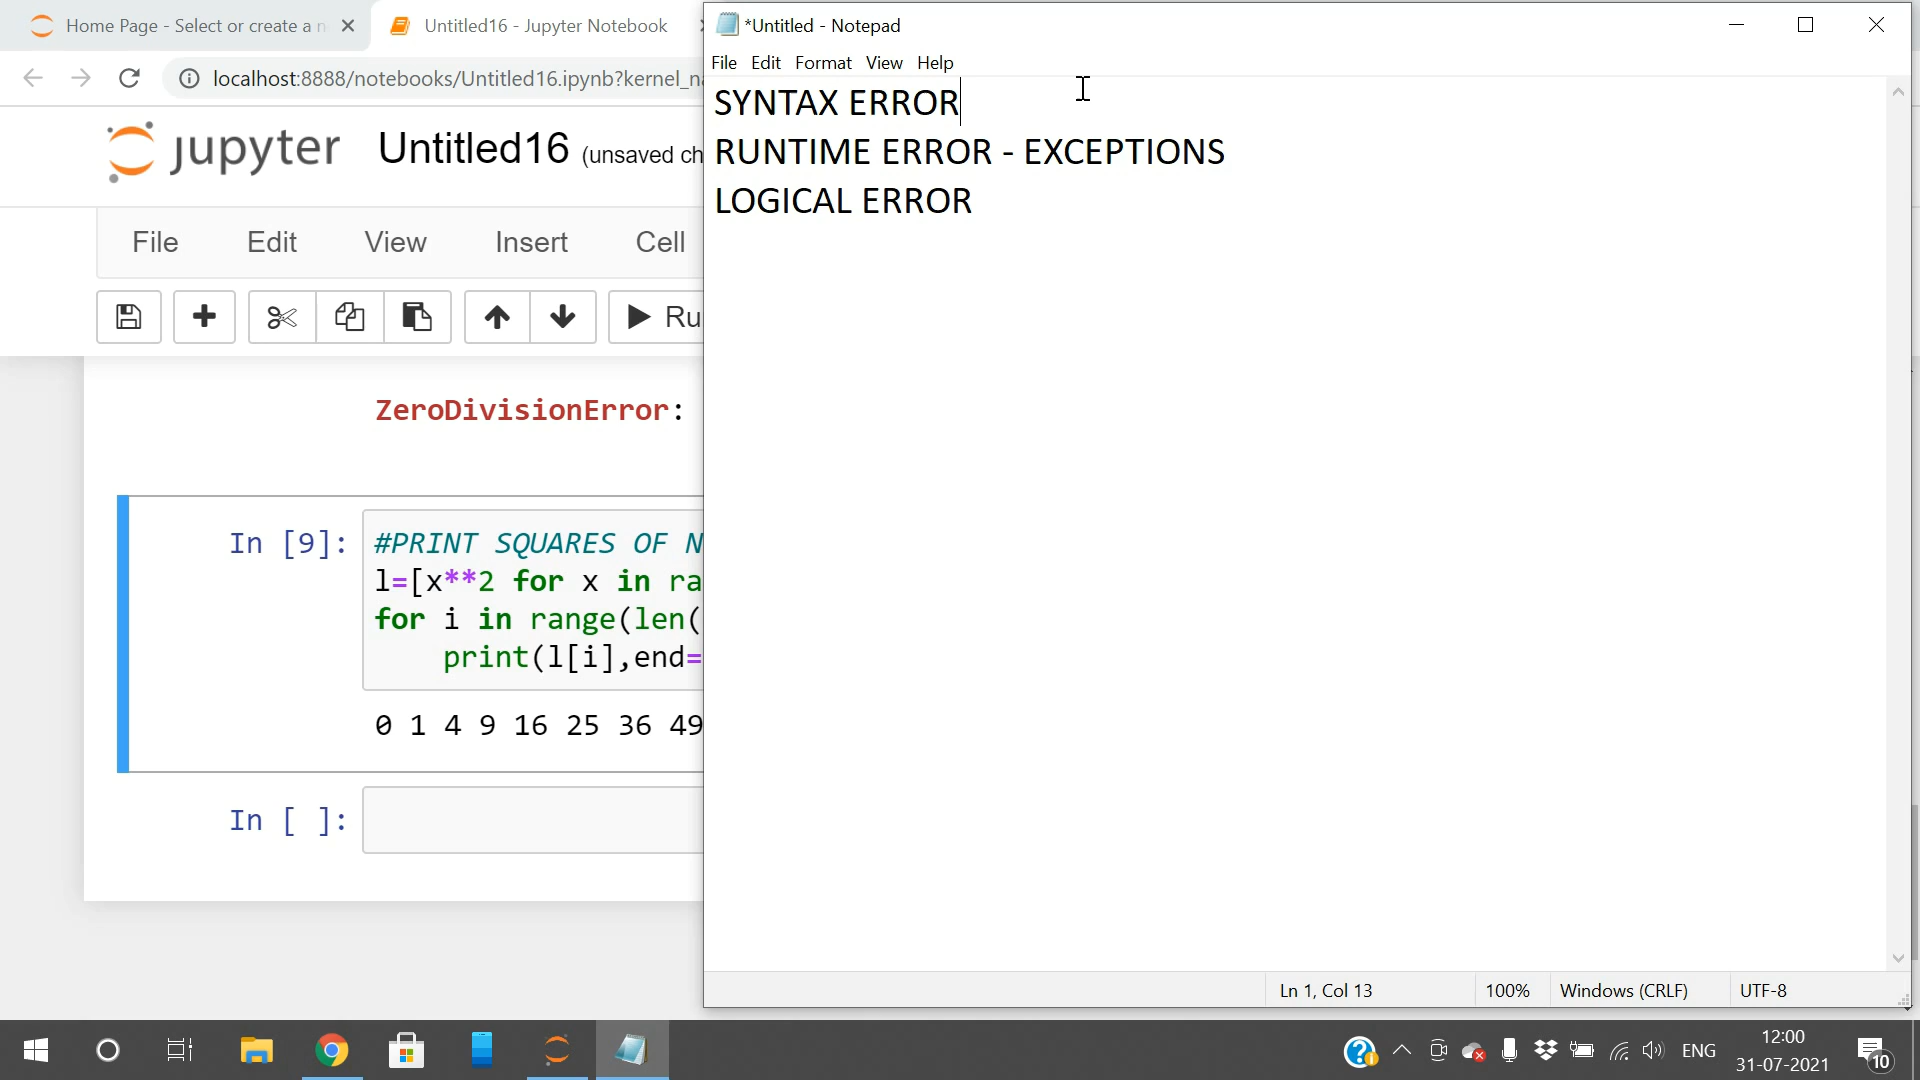 Home Page - Select or create a n
Untitled16 - Jupyter Notebook
*Untitled - Notepad
localhost:8888/notebooks/Untitled16.ipynb?kernel_na
File Edit Format View Help
SYNTAX ERROR
RUNTIME ERROR - EXCEPTIONS
LOGICAL ERROR
jupyter Untitled16 (unsaved ch
File Edit View Insert Cell
Ru
ZeroDivisionError:
In [9]: #PRINT SQUARES OF N
l=[x**2 for x in ra
for i in range(len(
print(l[i],end=
0 1 4 9 16 25 36 49
In [ ]:
Ln 1, Col 13 100% Windows (CRLF) UTF-8
ENG
12:00
31-07-2021
10